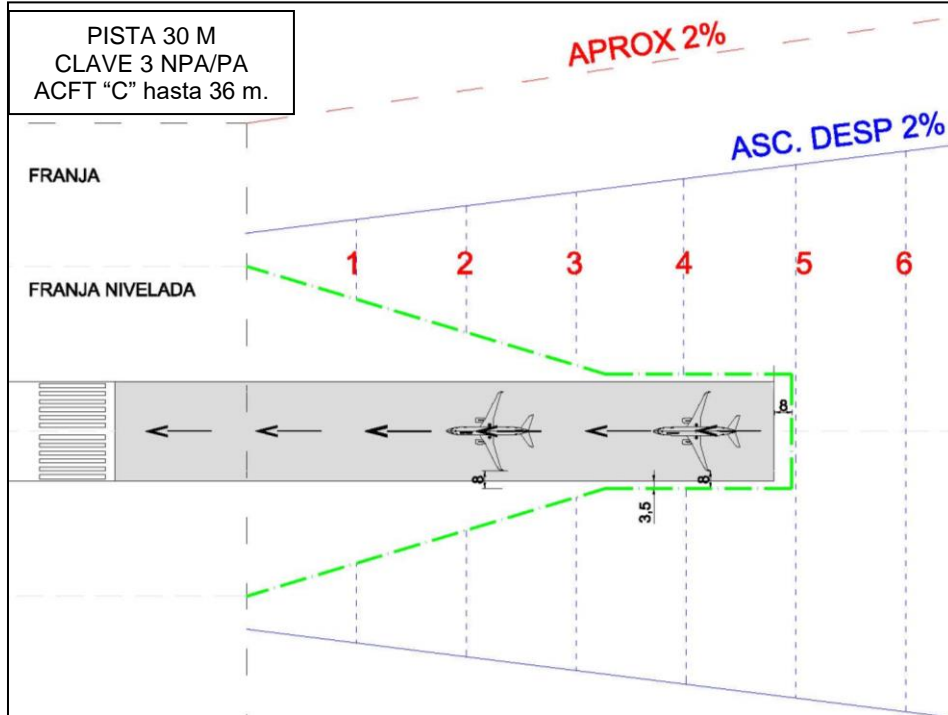 PISTA 30 M
CLAVE 3 NPA/PA
ACFT “C” hasta 36 m.
APROX 2%
ASC. DESP 2%
FRANJA
1 2 3 4 5 6
FRANJA NIVELADA
8
8 8
3,5